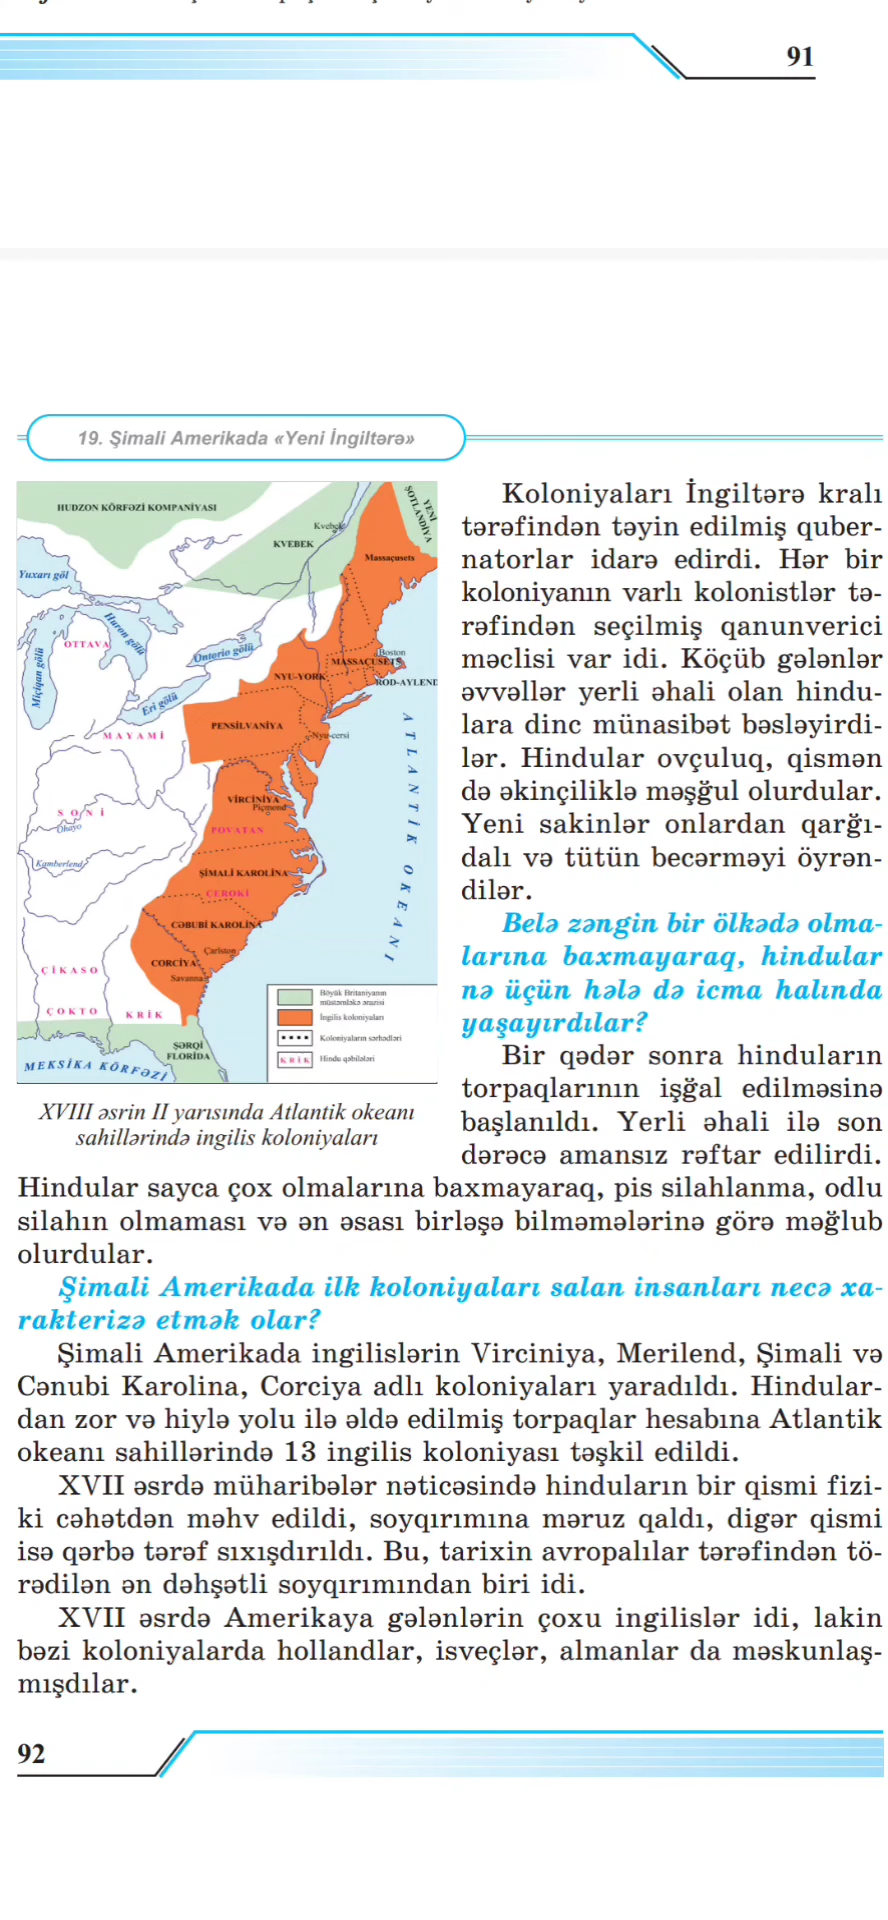 91
19. Şimali Amerikada «Yeni İngiltərə»
HUDZON KÖRFƏZİ KOMPANİYASI
YENİ
ŞOTLANDİYA
Kvebek
KVEBEK
Massaçusets
Yuxarı göl
Huron gölü
OTTAVA
Ontorio gölü
Boston
MASSAÇUSETS
Miçiqan gölü
NYU-YORK
ROD-AYLEND
Eri gölü
PENSİLVANİYA
MAYAMİ
Nyu-cersi
ATLANTİK OKEANI
VİRCİNİYA
Piçmond
SONİ
Ohayo
POVATAN
Kamberlend
ŞİMALİ KAROLİNA
ÇEROKİ
CƏBUBİ KAROLİNA
Çarlston
CORCİYA
ÇİKASO
Savanna
ÇOKTO
KRİK
Böyük Britaniyanın
müstəmləkə ərazisi
İngilis koloniyaları
Koloniyaların sərhədləri
KRİK Hindu qəbilələri
ŞƏRQİ
FLORİDA
MEKSİKA KÖRFƏZİ
XVIII əsrin II yarısında Atlantik okeanı
sahillərində ingilis koloniyaları
Koloniyaları İngiltərə kralı
tərəfindən təyin edilmiş quber-
natorlar idarə edirdi. Hər bir
koloniyanın varlı kolonistlər tə-
rəfindən seçilmiş qanunverici
məclisi var idi. Köçüb gələnlər
əvvəllər yerli əhali olan hindu-
lara dinc münasibət bəsləyirdi-
lər. Hindular ovçuluq, qismən
də əkinçiliklə məşğul olurdular.
Yeni sakinlər onlardan qarğı-
dalı və tütün becərməyi öyrən-
dilər.
Belə zəngin bir ölkədə olma-
larına baxmayaraq, hindular
nə üçün hələ də icma halında
yaşayırdılar?
Bir qədər sonra hinduların
torpaqlarının işğal edilməsinə
başlanıldı. Yerli əhali ilə son
dərəcə amansız rəftar edilirdi.
Hindular sayca çox olmalarına baxmayaraq, pis silahlanma, odlu
silahın olmaması və ən əsası birləşə bilməmələrinə görə məğlub
olurdular.
Şimali Amerikada ilk koloniyaları salan insanları necə xa-
rakterizə etmək olar?
Şimali Amerikada ingilislərin Virciniya, Merilend, Şimali və
Cənubi Karolina, Corciya adlı koloniyaları yaradıldı. Hindular-
dan zor və hiylə yolu ilə əldə edilmiş torpaqlar hesabına Atlantik
okeanı sahillərində 13 ingilis koloniyası təşkil edildi.
XVII əsrdə müharibələr nəticəsində hinduların bir qismi fizi-
ki cəhətdən məhv edildi, soyqırımına məruz qaldı, digər qismi
isə qərbə tərəf sıxışdırıldı. Bu, tarixin avropalılar tərəfindən tö-
rədilən ən dəhşətli soyqırımından biri idi.
XVII əsrdə Amerikaya gələnlərin çoxu ingilislər idi, lakin
bəzi koloniyalarda hollandlar, isveçlər, almanlar da məskunlaş-
mışdılar.
92